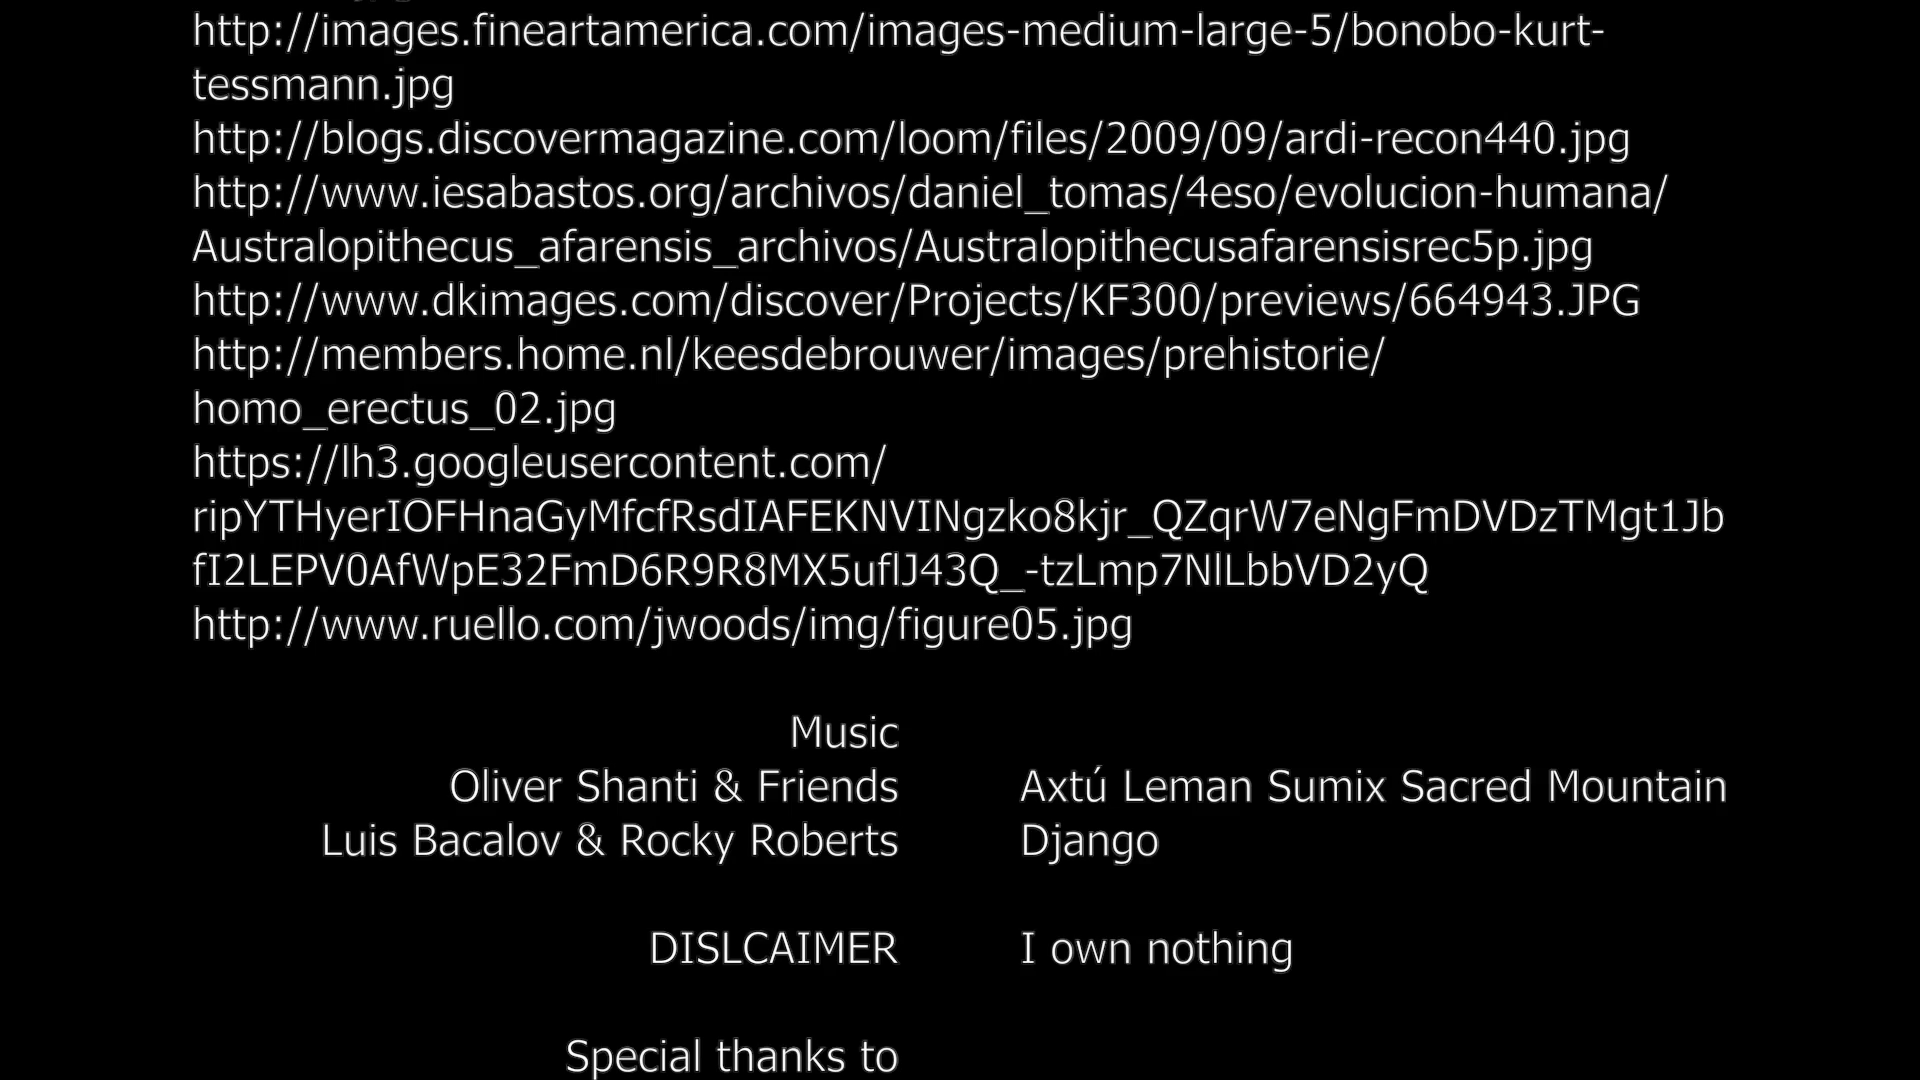 http://images.fineartamerica.com/images-medium-large-5/bonobo-kurt-
tessmann.jpg
http://blogs.discovermagazine.com/loom/files/2009/09/ardi-recon440.jpg
http://www.iesabastos.org/archivos/daniel_tomas/4eso/evolucion-humana/
Australopithecus_afarensis_archivos/Australopithecusafarensisrec5p.jpg
http://www.dkimages.com/discover/Projects/KF300/previews/664943.JPG
http://members.home.nl/keesdebrouwer/images/prehistorie/
homo_erectus_02.jpg
https://lh3.googleusercontent.com/
ripYTHyerIOFHnaGyMfcfRsdIAFEKNVINgzko8kjr_QZqrW7eNgFmDVDzTMgt1Jb
fI2LEPV0AfWpE32FmD6R9R8MX5uflJ43Q_-tzLmp7NlLbbVD2yQ
http://www.ruello.com/jwoods/img/figure05.jpg
Music
Oliver Shanti & Friends Axtú Leman Sumix Sacred Mountain
Luis Bacalov & Rocky Roberts Django
DISLCAIMER I own nothing
Special thanks to